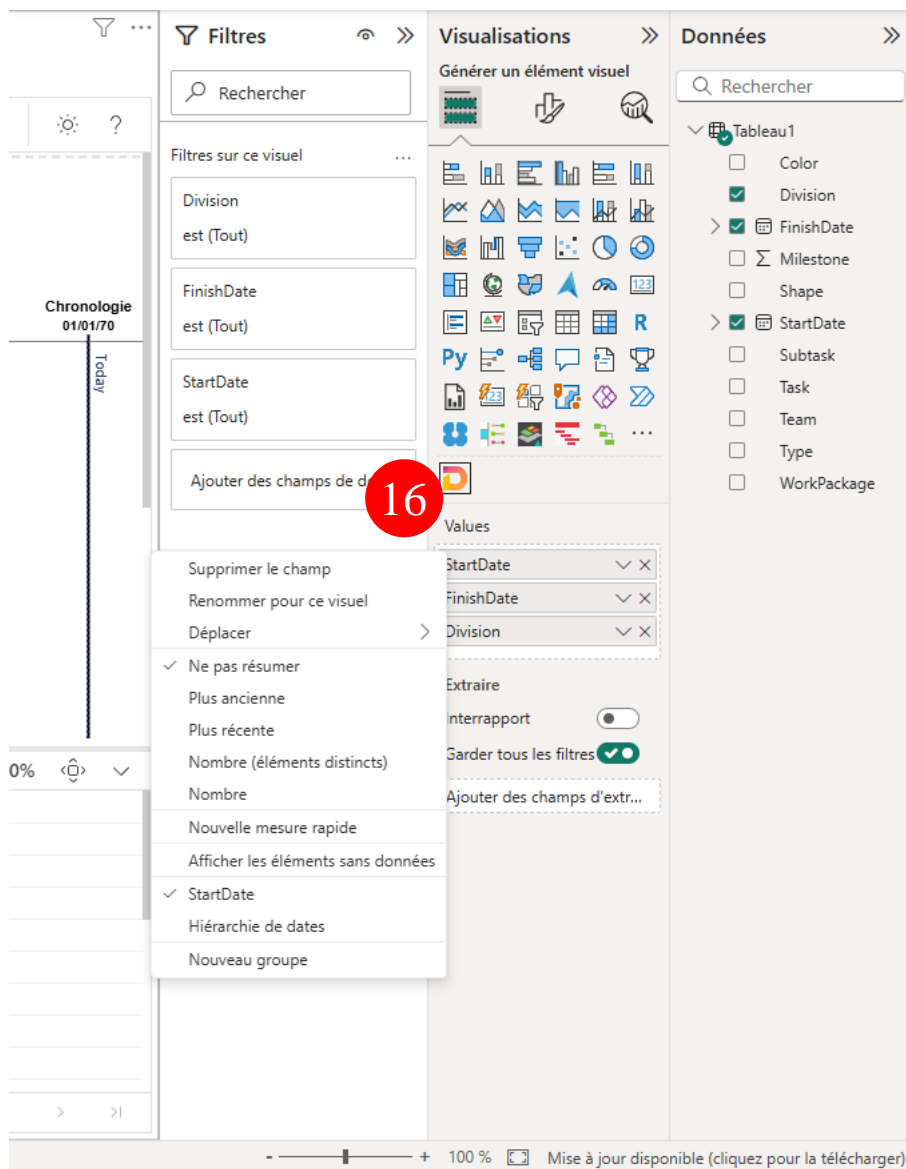 Chronologie
01/01/70
Today
0%
Filtres
Rechercher
Filtres sur ce visuel
Division
est (Tout)
FinishDate
est (Tout)
StartDate
est (Tout)
Ajouter des champs de
16
Supprimer le champ
Renommer pour ce visuel
Déplacer
Ne pas résumer
Plus ancienne
Plus récente
Nombre (éléments distincts)
Nombre
Nouvelle mesure rapide
Afficher les éléments sans données
StartDate
Hiérarchie de dates
Nouveau groupe
Visualisations
Générer un élément visuel
123
R
Py
123
Values
StartDate
FinishDate
Division
Extraire
Interrapport
Garder tous les filtres
Ajouter des champs d'extr...
Données
Rechercher
Tableau1
Color
Division
FinishDate
Milestone
Shape
StartDate
Subtask
Task
Team
Type
WorkPackage
- + 100 % Mise à jour disponible (cliquez pour la télécharger)